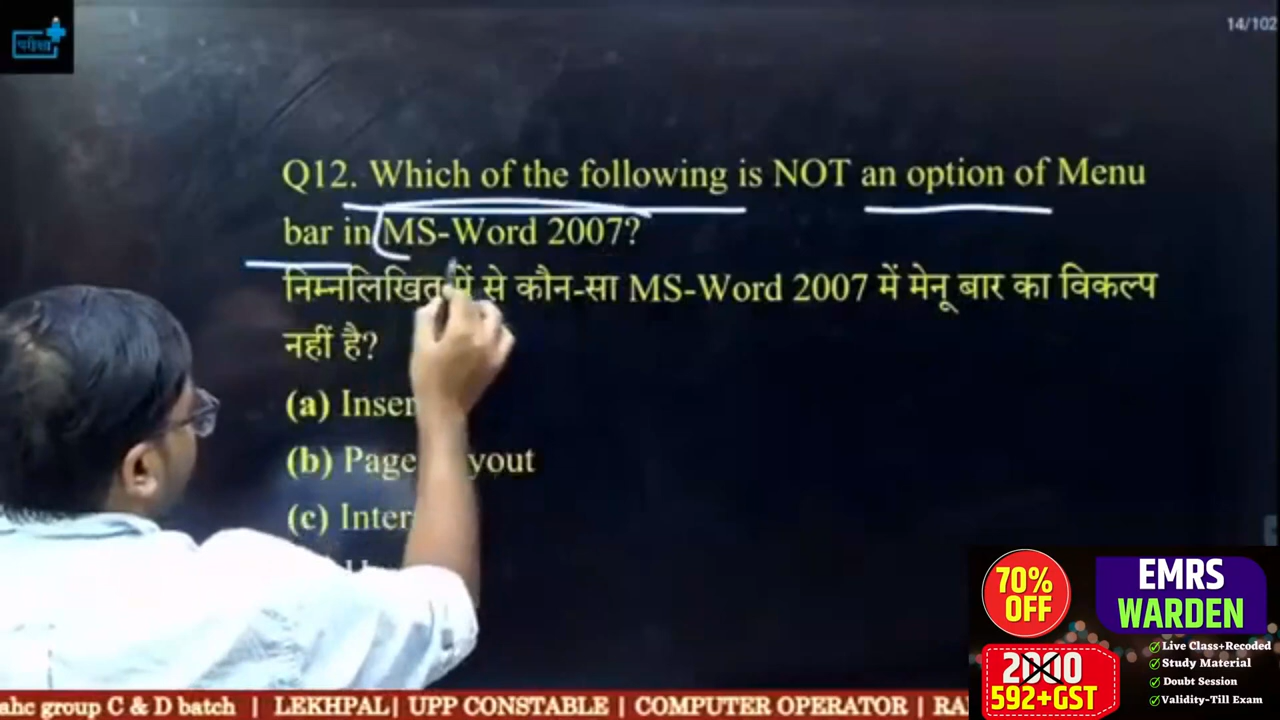 परीक्षा
14/102
Q12. Which of the following is NOT an option of Menu
bar in MS-Word 2007?
निम्नलिखित में से कौन-सा MS-Word 2007 में मेनू बार का विकल्प
नहीं है?
(a) Inser
(b) Page yout
(c) Inter
70%
OFF
EMRS
WARDEN
2000
592+GST
Live Class+Recoded
Study Material
Doubt Session
Validity-Till Exam
ahc group C & D batch | LEKHPAL| UPP CONSTABLE | COMPUTER OPERATOR | RA